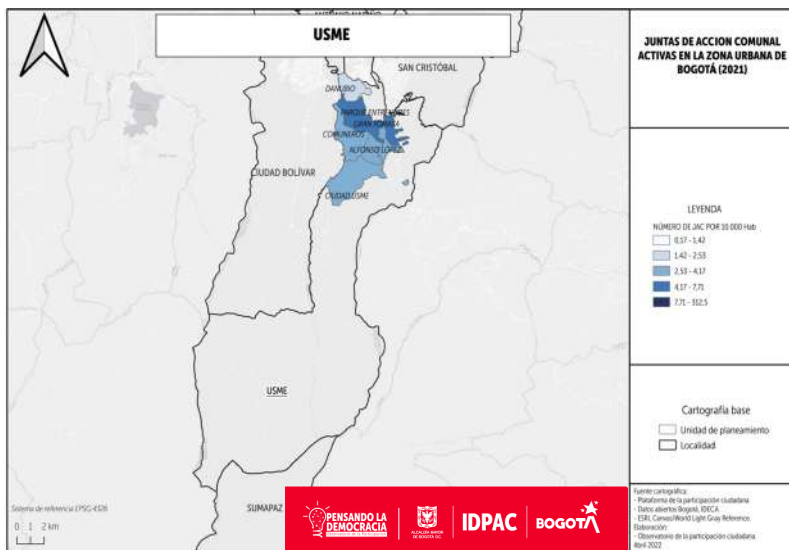 USME
SAN CRISTÓBAL
DANUBIO
PARQUE ENTRENUBES
GRAN YOMASA
COMUNEROS
ALFONSO LÓPEZ
CIUDAD BOLÍVAR
CIUDAD USME
USME
SUMAPAZ
Sistema de referencia EPSG:4326
0 1 2 km
JUNTAS DE ACCION COMUNAL
ACTIVAS EN LA ZONA URBANA DE
BOGOTÁ (2021)
LEYENDA
NÚMERO DE JAC POR 10 000 Hab
0,17 - 1,42
1,42 - 2,53
2,53 - 4,17
4,17 - 7,71
7,71 - 312,5
Cartografía base
Unidad de planeamiento
Localidad
Fuente cartográfica:
- Plataforma de la participación ciudadana
- Datos abiertos Bogotá, IDECA.
- ESRI, Canvas/World Light Gray Reference.
Elaboración:
- Observatorio de la participación ciudadana.
Abril 2022
PENSANDO LA
DEMOCRACIA
ALCALDÍA MAYOR
DE BOGOTÁ D.C.
IDPAC
BOGOTÁ